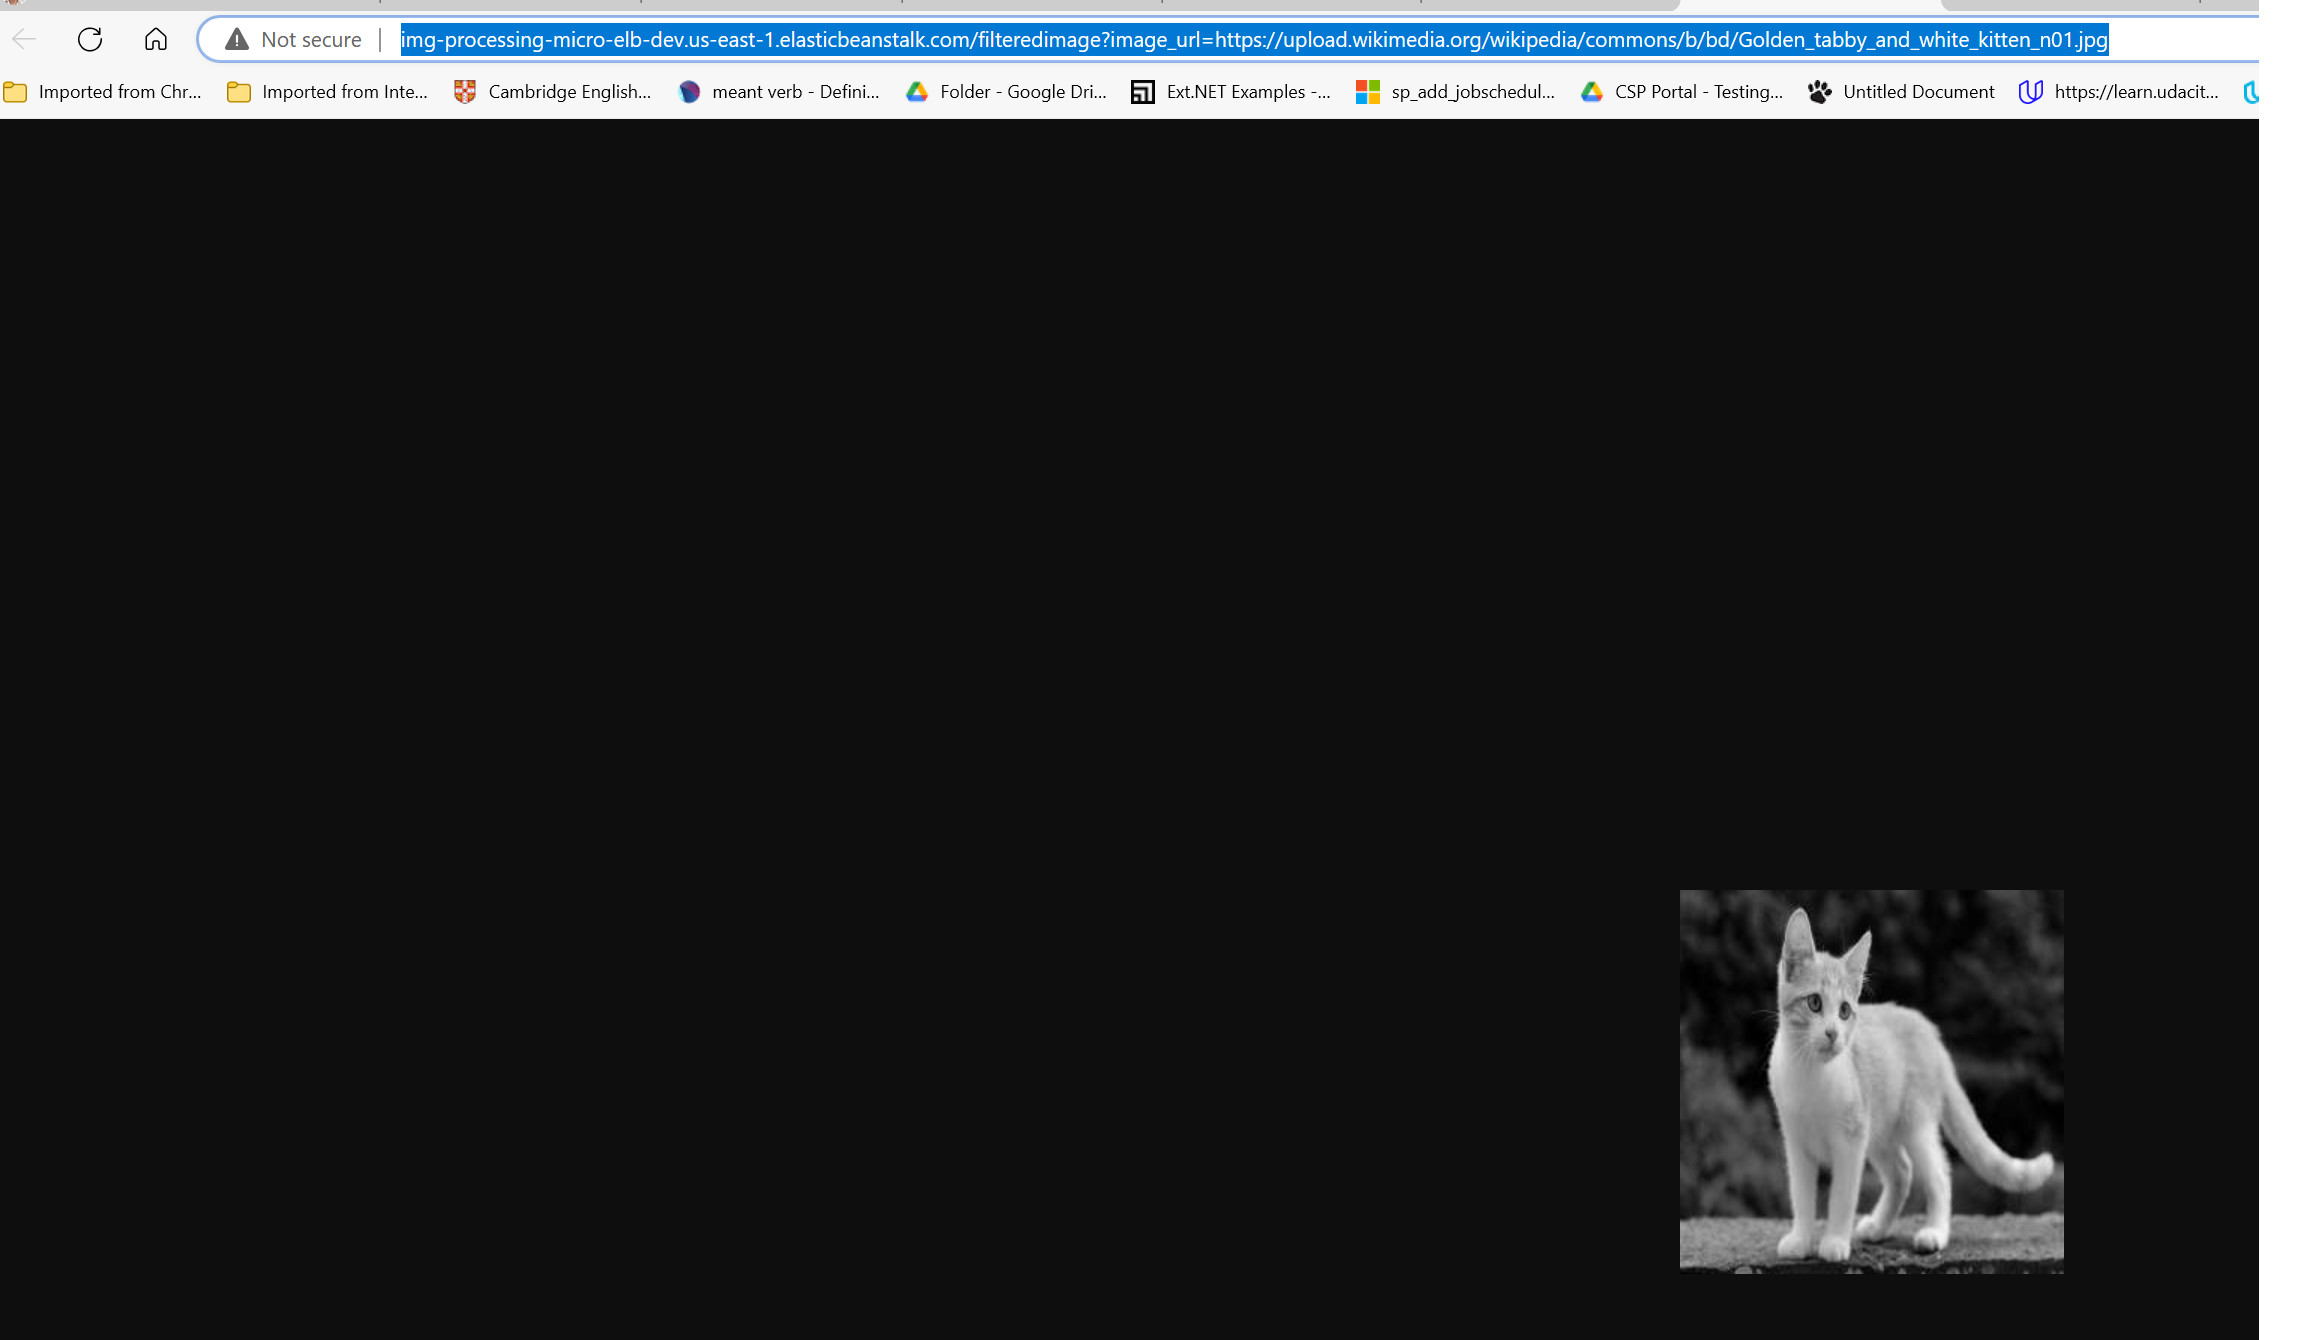 Not secure img-processing-micro-elb-dev.us-east-1.elasticbeanstalk.com/filteredimage?image_url=https://upload.wikimedia.org/wikipedia/commons/b/bd/Golden_tabby_and_white_kitten_n01.jpg
Imported from Chr... Imported from Inte... Cambridge English... meant verb - Defini... Folder - Google Dri... Ext.NET Examples -... sp_add_jobschedul... CSP Portal - Testing... Untitled Document https://learn.udacit...